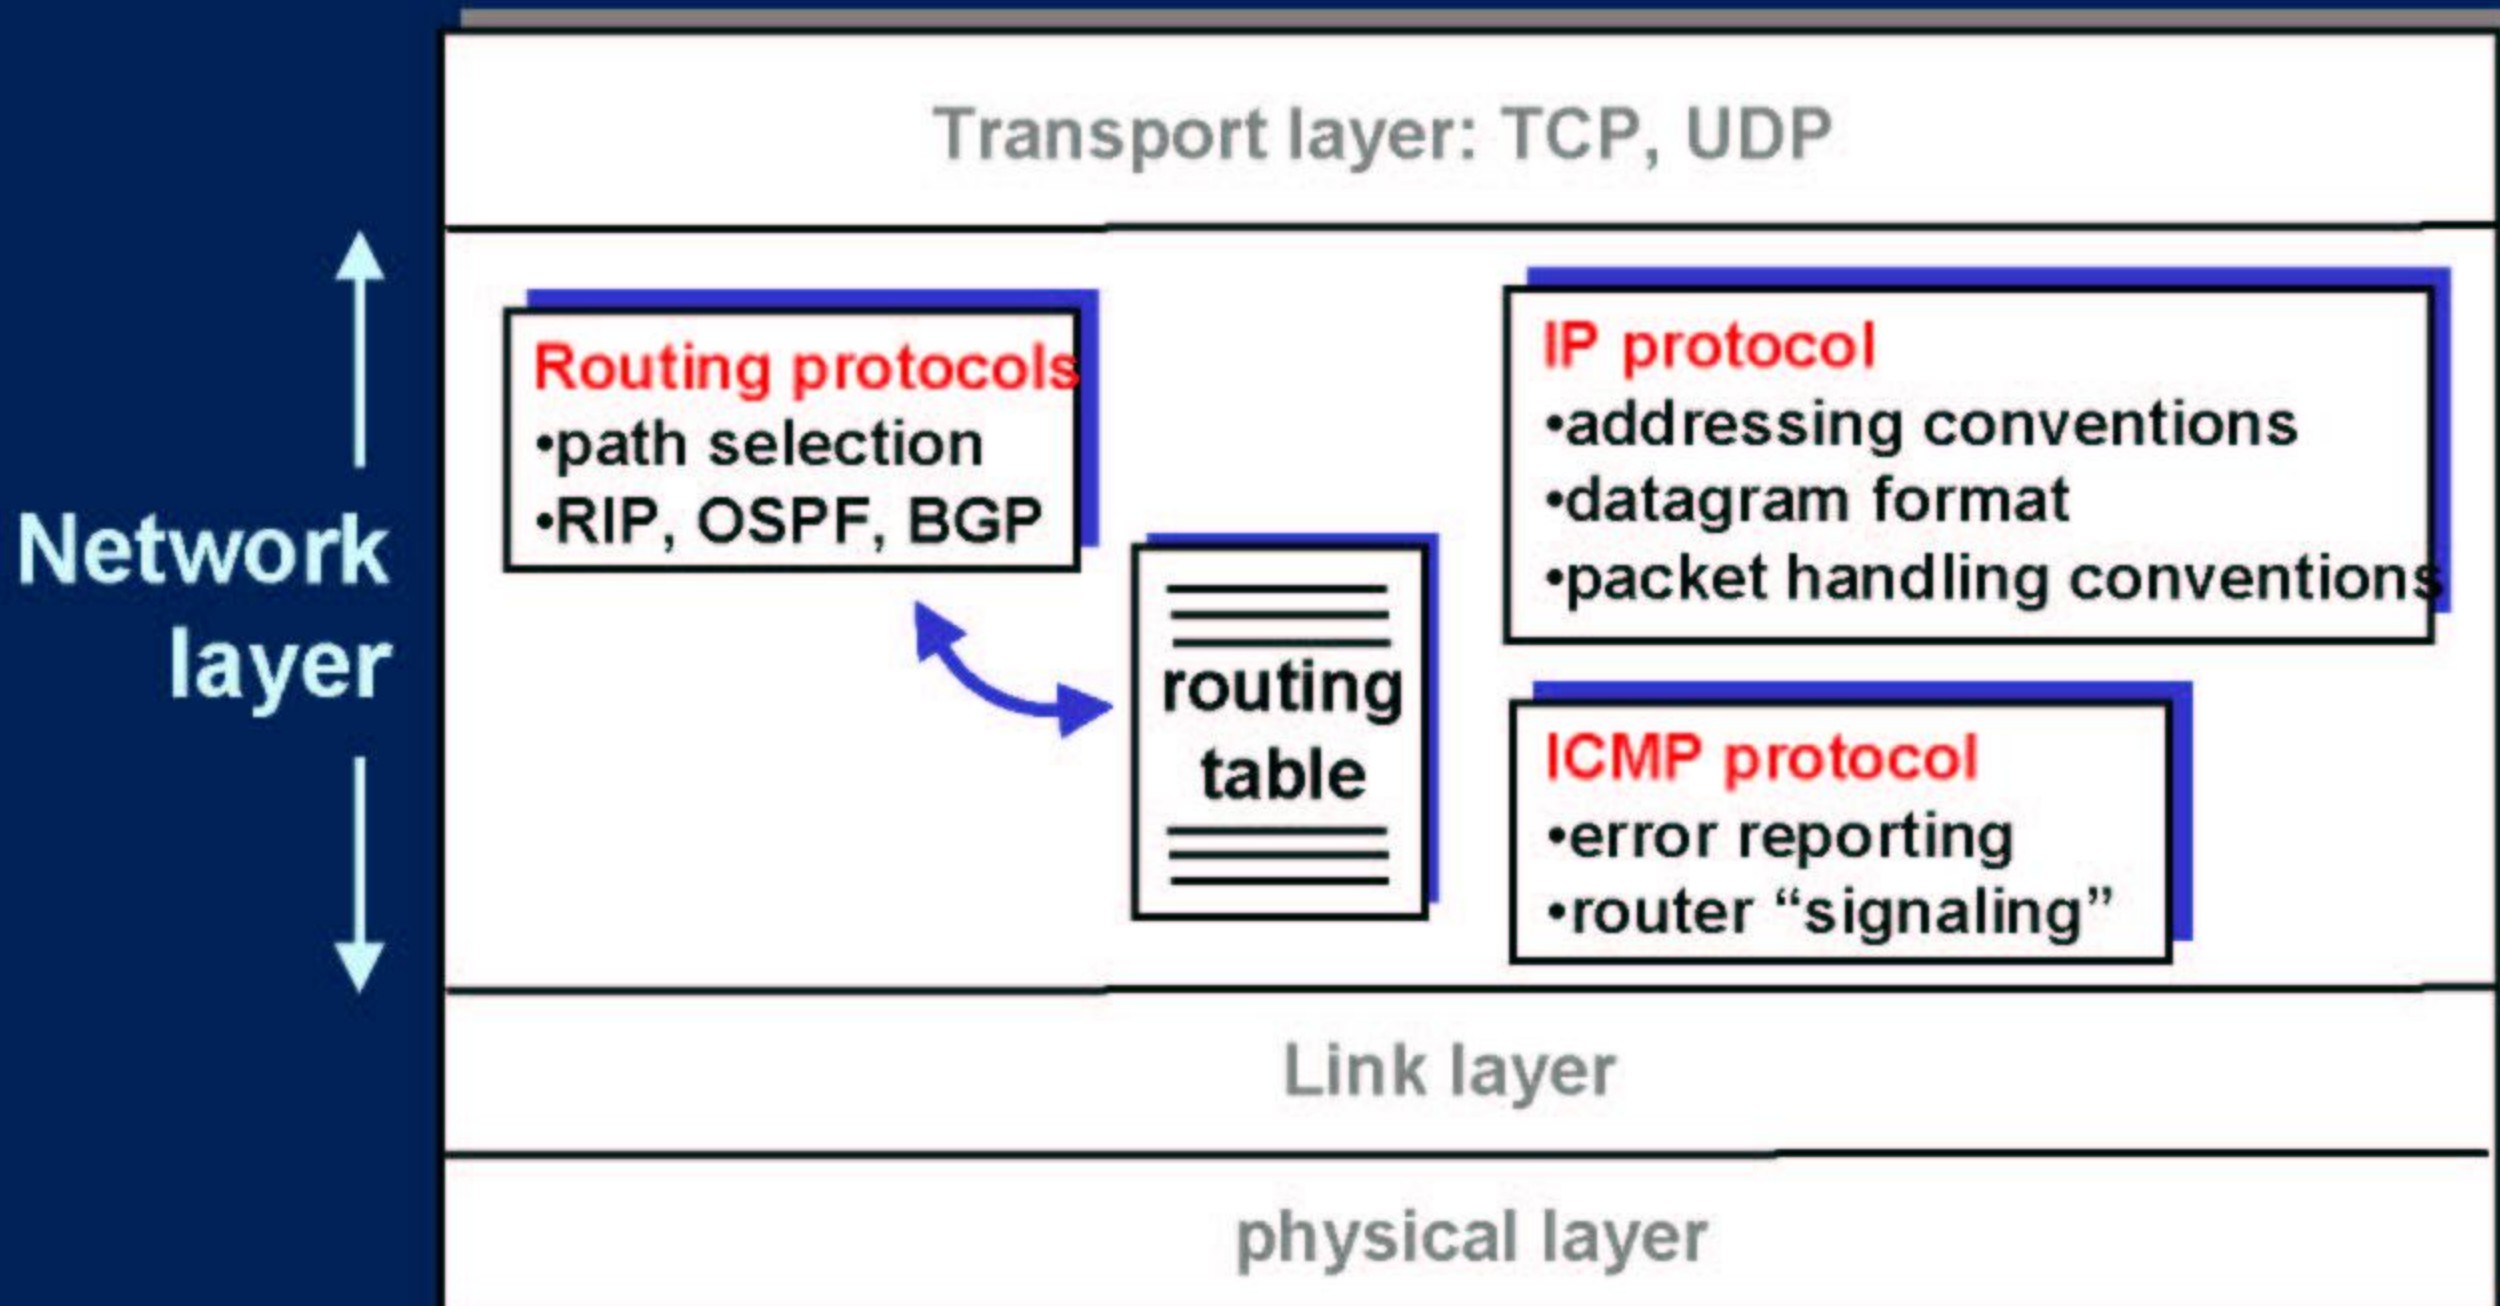 Transport layer: TCP, UDP
Network
layer
Routing protocols
•path selection
•RIP, OSPF, BGP
routing
table
IP protocol
•addressing conventions
•datagram format
•packet handling conventions
ICMP protocol
•error reporting
•router “signaling”
Link layer
physical layer